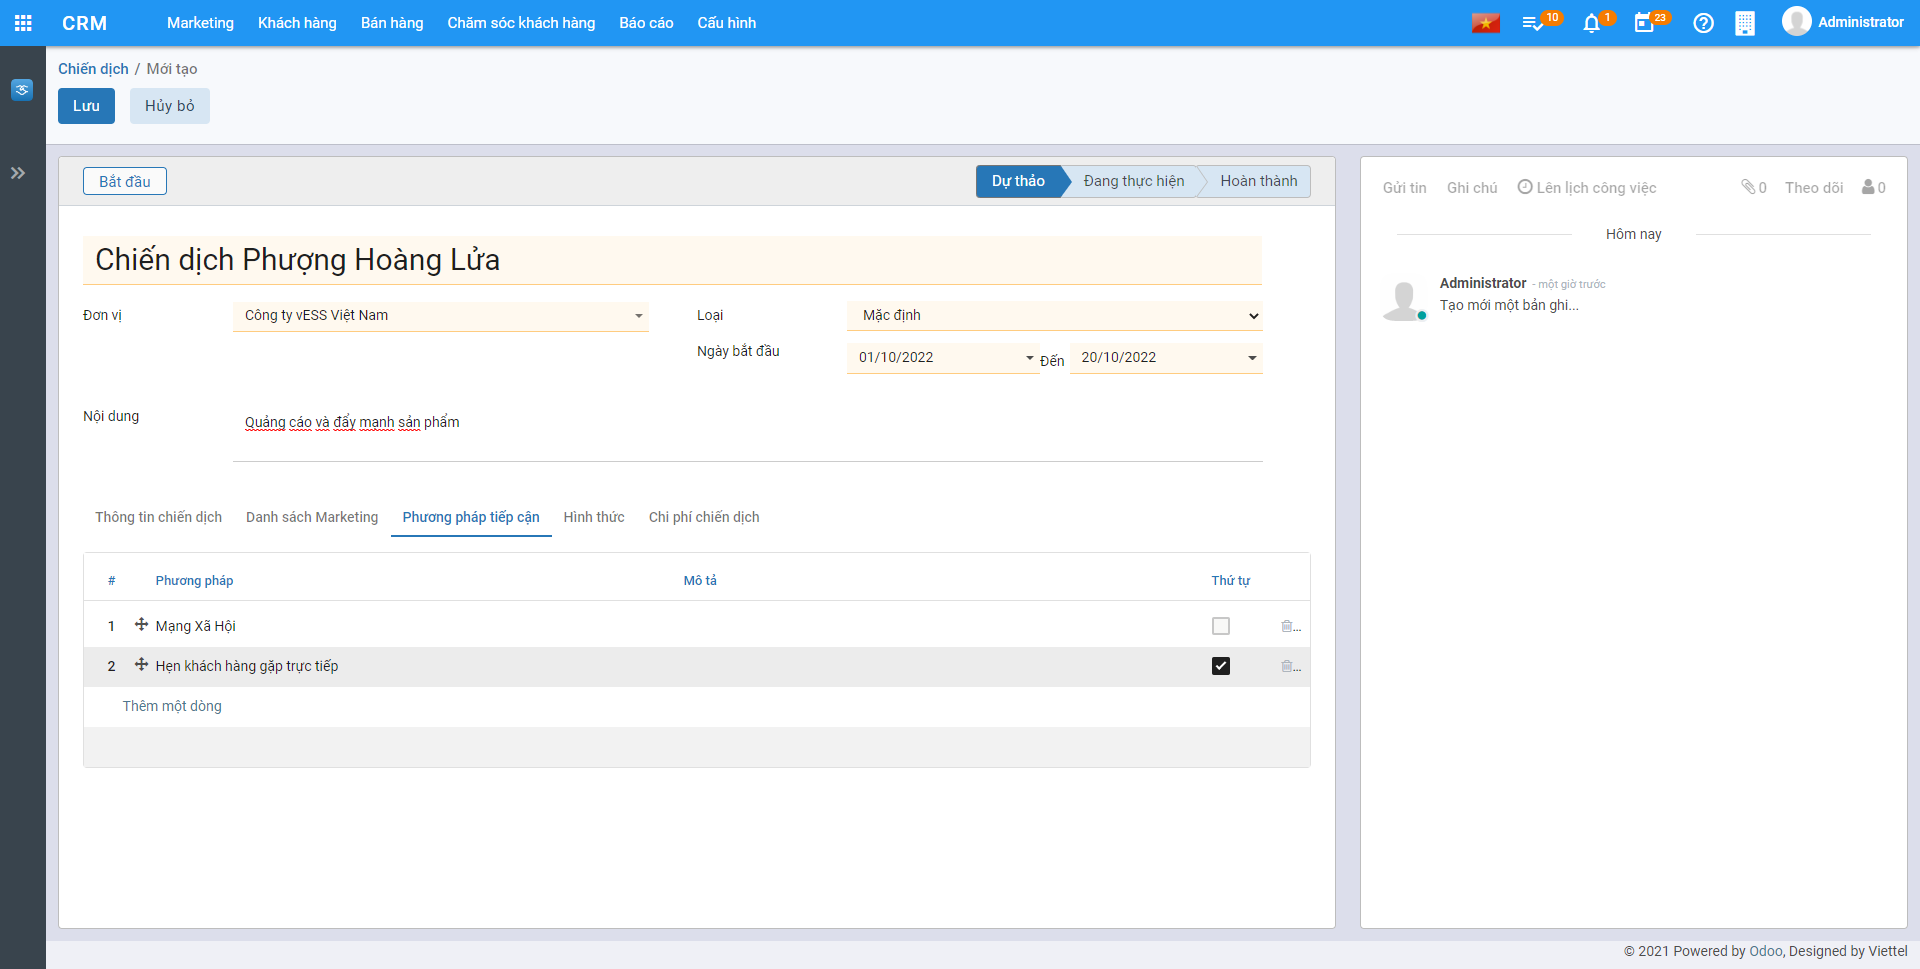 CRM Marketing Khách hàng Bán hàng Chăm sóc khách hàng Báo cáo Cấu hình 10 1 23 Administrator
Chiến dịch / Mới tạo
Lưu Hủy bỏ
Bắt đầu Dự thảo Đang thực hiện Hoàn thành
Chiến dịch Phượng Hoàng Lửa
Đơn vị Công ty vESS Việt Nam Loại Mặc định
Ngày bắt đầu 01/10/2022 Đến 20/10/2022
Nội dung Quảng cáo và đẩy mạnh sản phẩm
Thông tin chiến dịch Danh sách Marketing Phương pháp tiếp cận Hình thức Chi phí chiến dịch
# Phương pháp Mô tả Thứ tự
1 Mạng Xã Hội ...
2 Hẹn khách hàng gặp trực tiếp ...
Thêm một dòng
Gửi tin Ghi chú Lên lịch công việc 0 Theo dõi 0
Hôm nay
Administrator - một giờ trước
Tạo mới một bản ghi...
© 2021 Powered by Odoo, Designed by Viettel